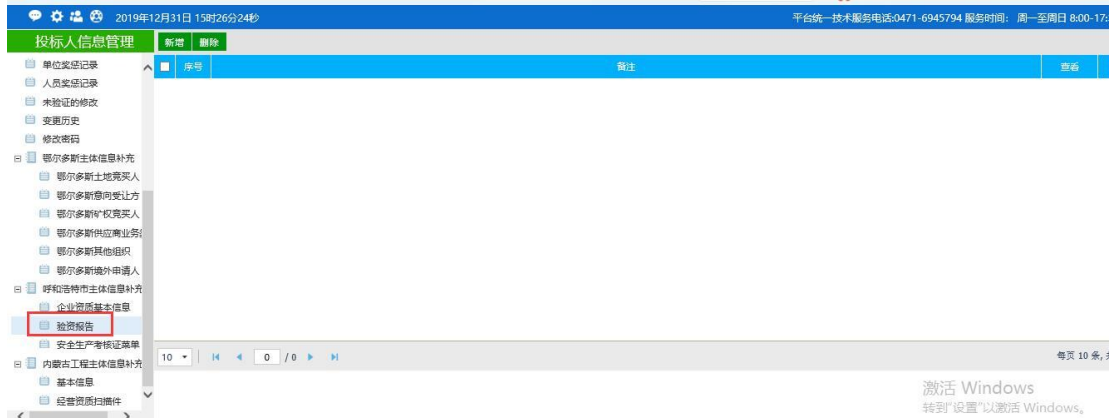 2019年12月31日 15时26分24秒 平台统一技术服务电话:0471-6945794 服务时间： 周一至周日 8:00-17:
投标人信息管理 新增 删除
序号 备注 查看
单位奖惩记录
人员奖惩记录
未验证的修改
变更历史
修改密码
鄂尔多斯主体信息补充
鄂尔多斯土地竞买人
鄂尔多斯意向受让方
鄂尔多斯矿权竞买人
鄂尔多斯供应商业务
鄂尔多斯其他组织
鄂尔多斯境外申请人
呼和浩特市主体信息补充
企业资质基本信息
验资报告
安全生产考核证菜单
内蒙古工程主体信息补充
基本信息
经营资质扫描件
10 0 / 0 每页 10 条,
激活 Windows
转到"设置"以激活 Windows。